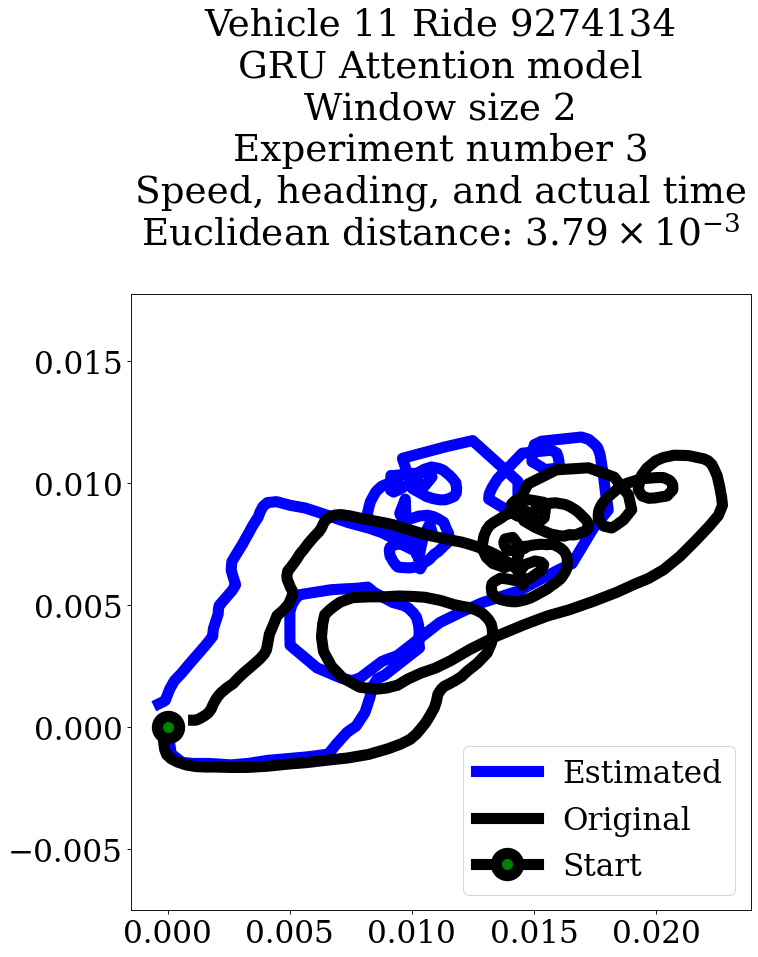 Vehicle 11 Ride 9274134
GRU Attention model
Window size 2
Experiment number 3
Speed, heading, and actual time
Euclidean distance: 3.79 × 10⁻³
0.015
0.010
0.005
0.000
−0.005
Estimated
Original
Start
0.000 0.005 0.010 0.015 0.020